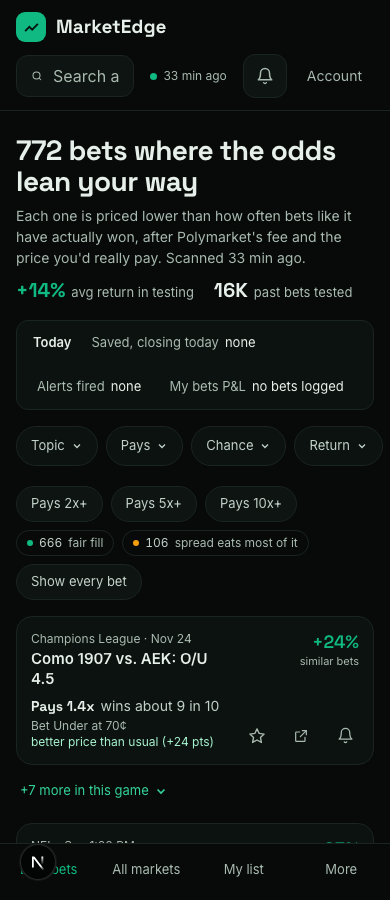 MarketEdge
Search a
33 min ago
Account
772 bets where the odds
lean your way
Each one is priced lower than how often bets like it
have actually won, after Polymarket's fee and the
price you'd really pay. Scanned 33 min ago.
+14% avg return in testing 16K past bets tested
Today Saved, closing today none
Alerts fired none My bets P&L no bets logged
Topic Pays Chance Return
Pays 2x+ Pays 5x+ Pays 10x+
666 fair fill 106 spread eats most of it
Show every bet
Champions League · Nov 24
+24%
similar bets
Como 1907 vs. AEK: O/U
4.5
Pays 1.4x wins about 9 in 10
Bet Under at 70¢
better price than usual (+24 pts)
+7 more in this game
N
bets All markets My list More